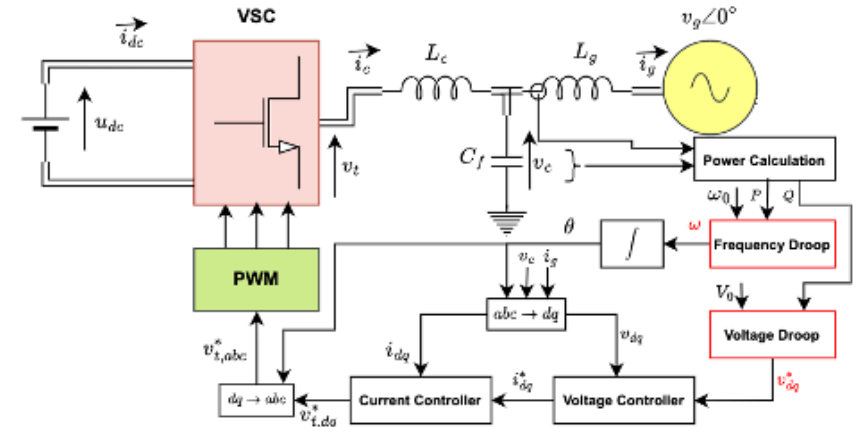 VSC
v_g∠0°
i_dc
i_c
L_c
L_g
i_g
u_dc
v_t
C_f
v_c
Power Calculation
ω_0
P
Q
θ
ω
∫
Frequency Droop
v_c
i_g
PWM
V_0
abc → dq
Voltage Droop
v*_t,abc
i_dq
v_dq
v*_dq
dq → abc
v*_t,dq
Current Controller
i*_dq
Voltage Controller